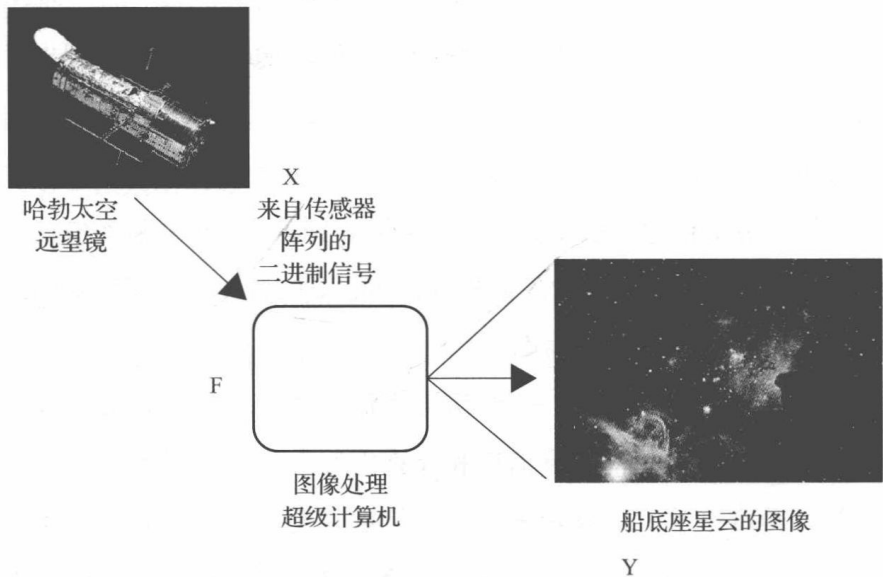 X
哈勃太空
远望镜
来自传感器
阵列的
二进制信号
F
图像处理
超级计算机
船底座星云的图像
Y